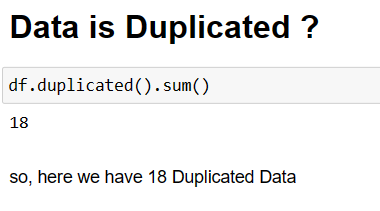 Data is Duplicated ?
df.duplicated().sum()
18
so, here we have 18 Duplicated Data